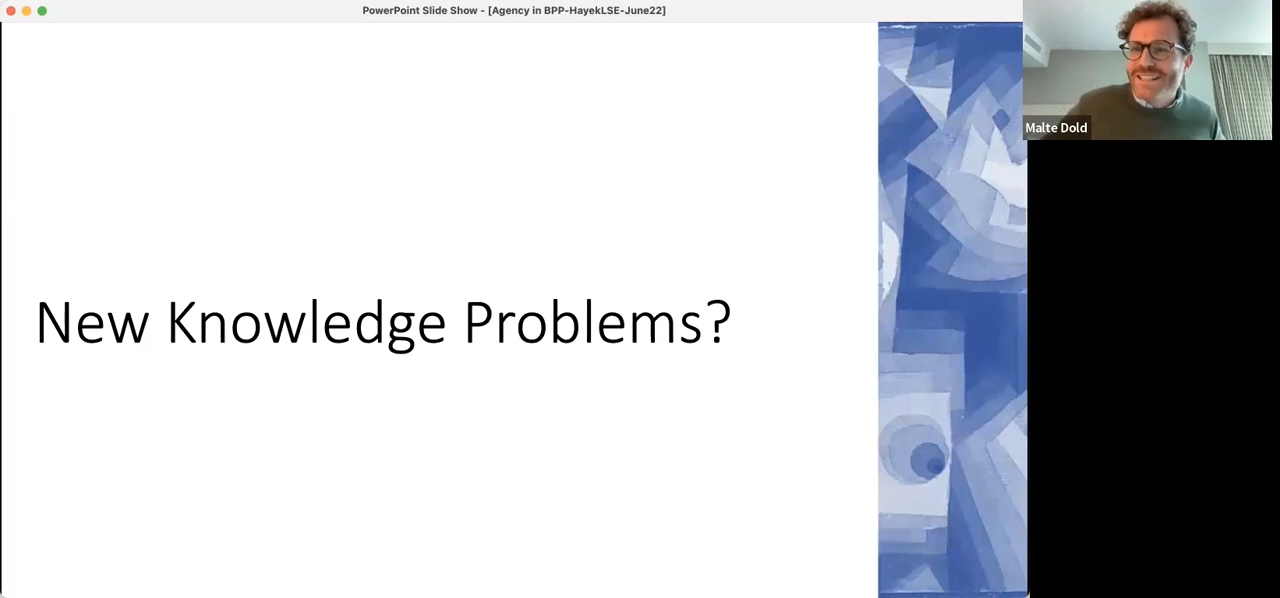 PowerPoint Slide Show - [Agency in BPP-HayekLSE-June22]
Malte Dold
New Knowledge Problems?